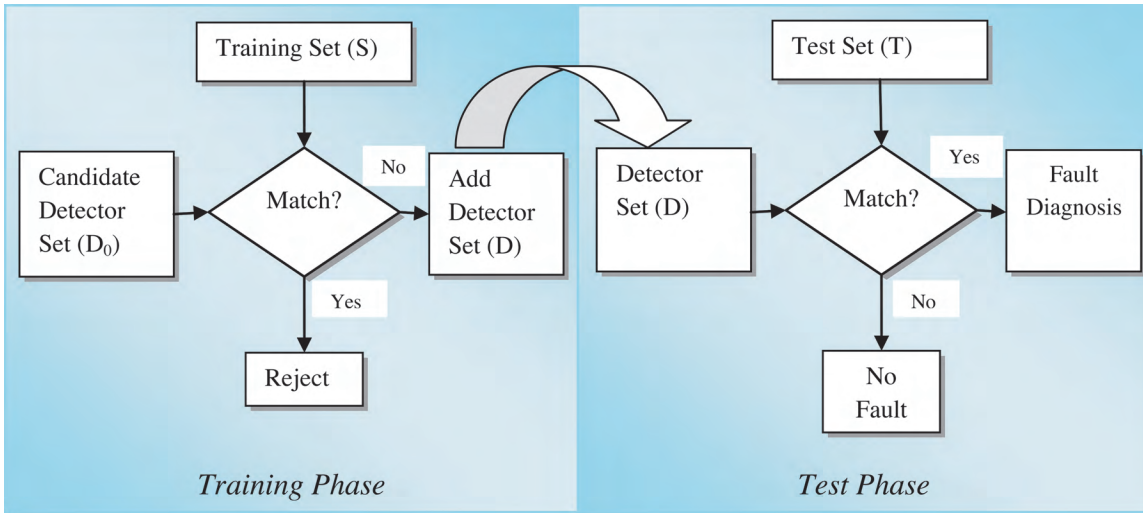 Training Set (S)
Candidate
Detector
Set (D₀)
Match?
No
Add
Detector
Set (D)
Yes
Reject
Training Phase
Test Set (T)
Detector
Set (D)
Match?
Yes
Fault
Diagnosis
No
No
Fault
Test Phase